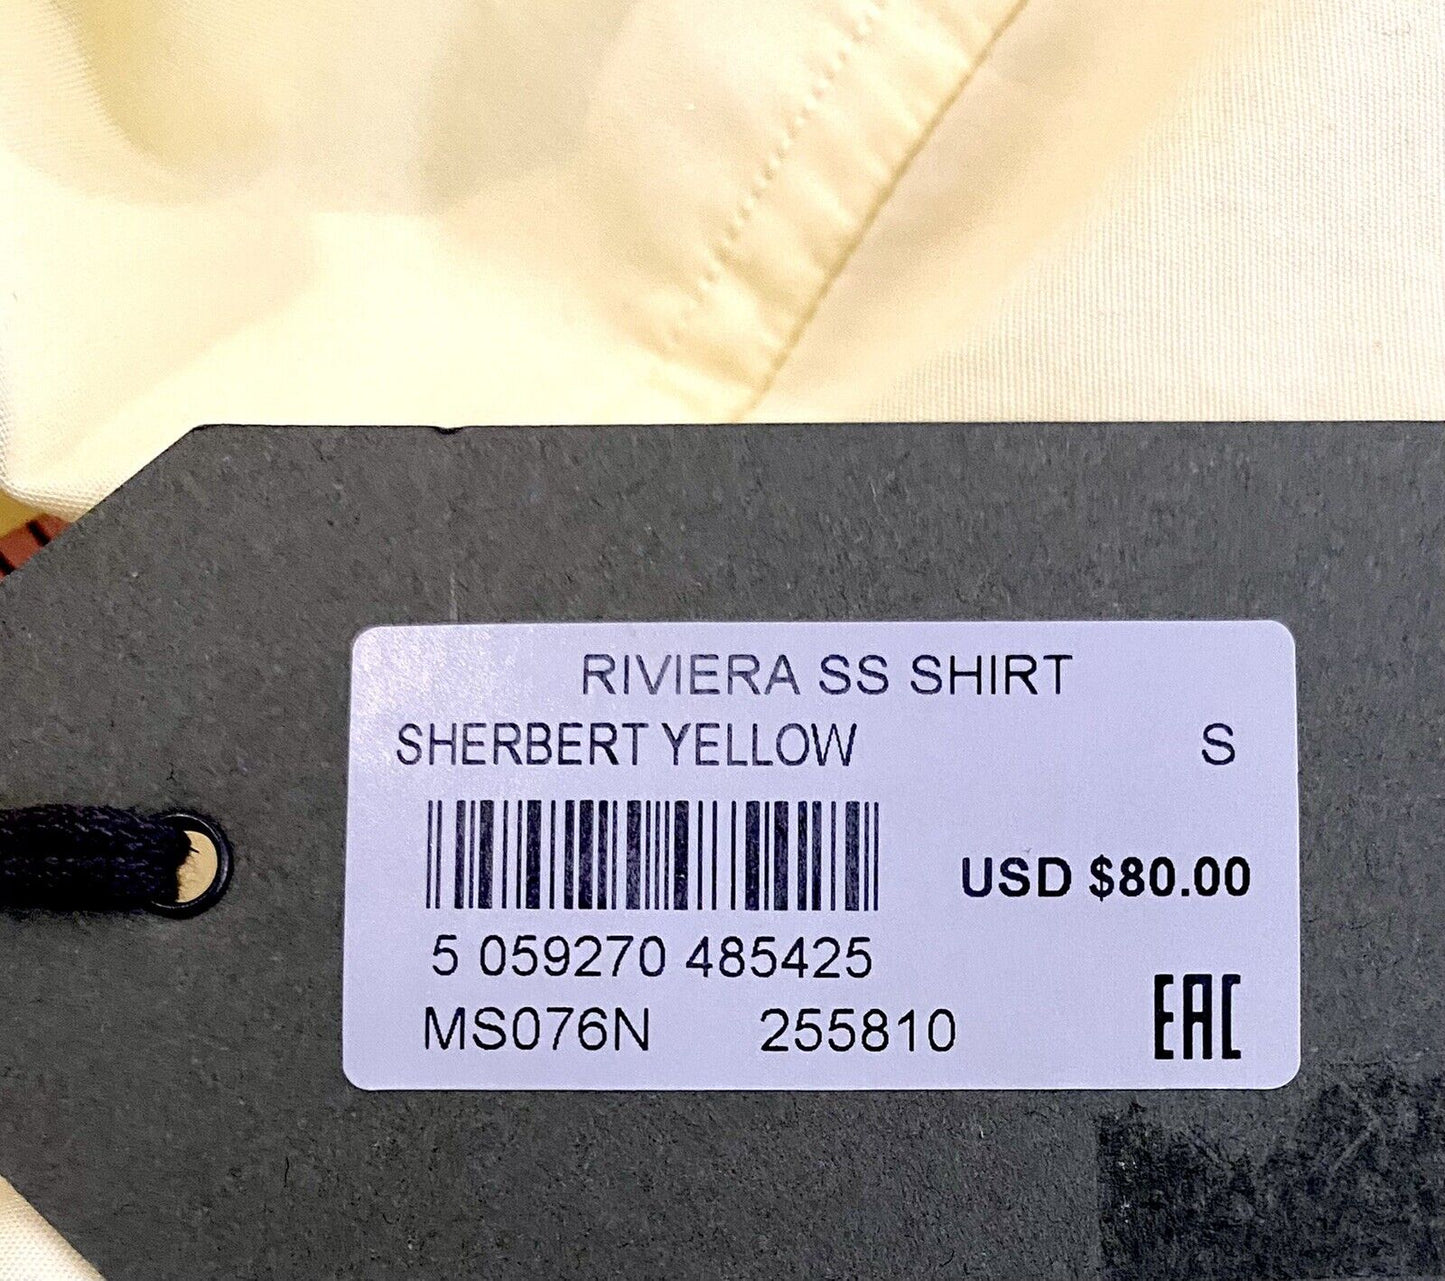 RIVIERA SS SHIRT
SHERBERT YELLOW S
USD $80.00
5 059270 485425
MS076N 255810
EAC